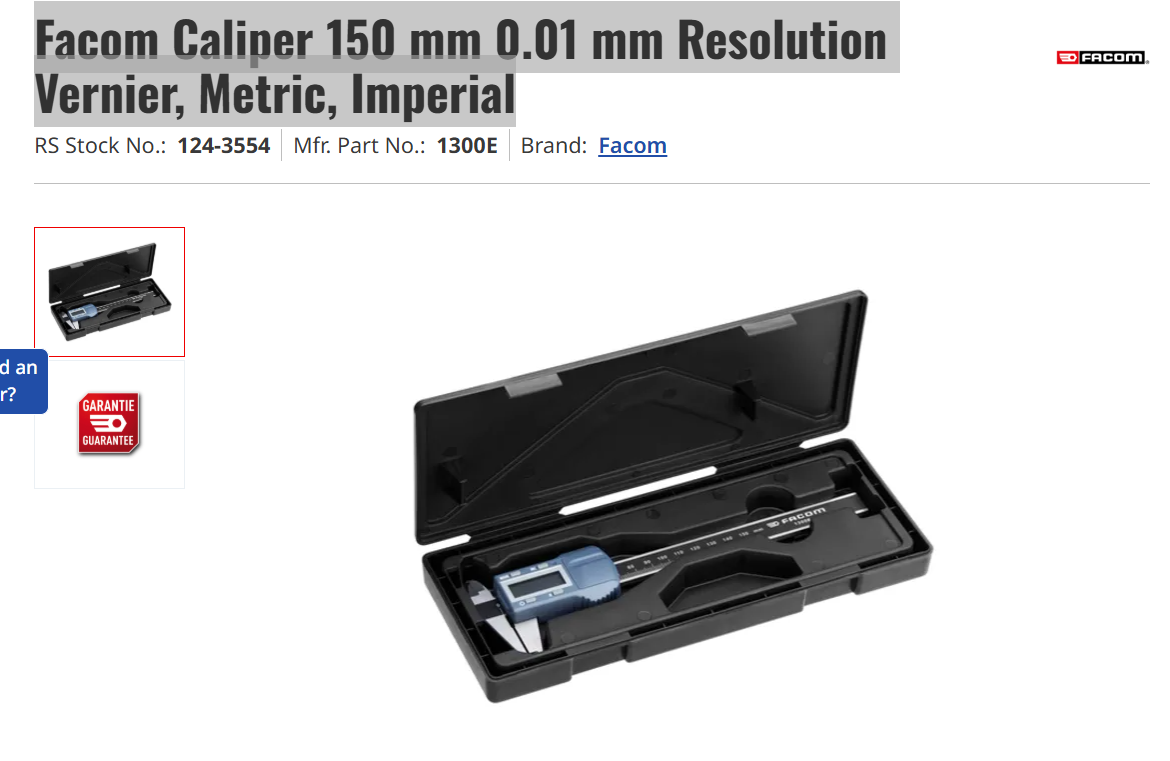 Facom Caliper 150 mm 0.01 mm Resolution
Vernier, Metric, Imperial
FACOM
RS Stock No.: 124-3554 Mfr. Part No.: 1300E Brand: Facom
d an
r?
GARANTIE
GUARANTEE
FACOM